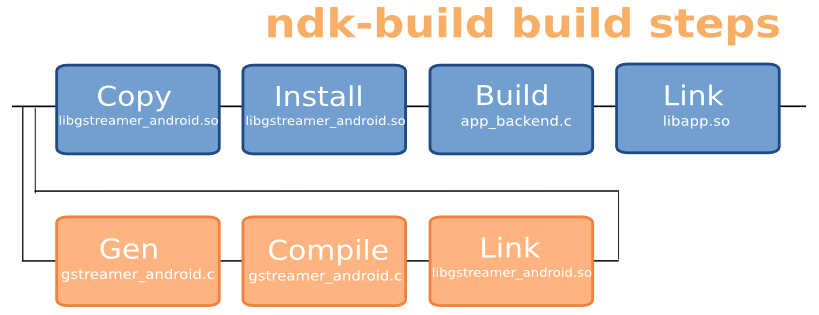 ndk-build build steps
Copy
libgstreamer_android.so
Install
libgstreamer_android.so
Build
app_backend.c
Link
libapp.so
Gen
gstreamer_android.c
Compile
gstreamer_android.c
Link
libgstreamer_android.so